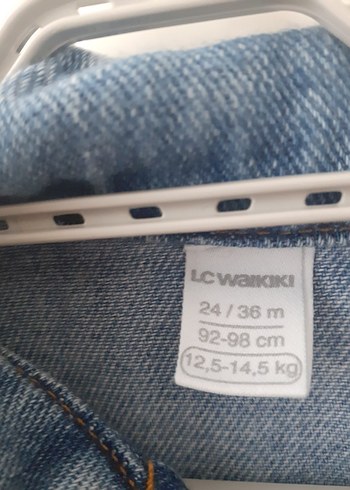 LC WAIKIKI
24 / 36 m
92-98 cm
12,5-14,5 kg